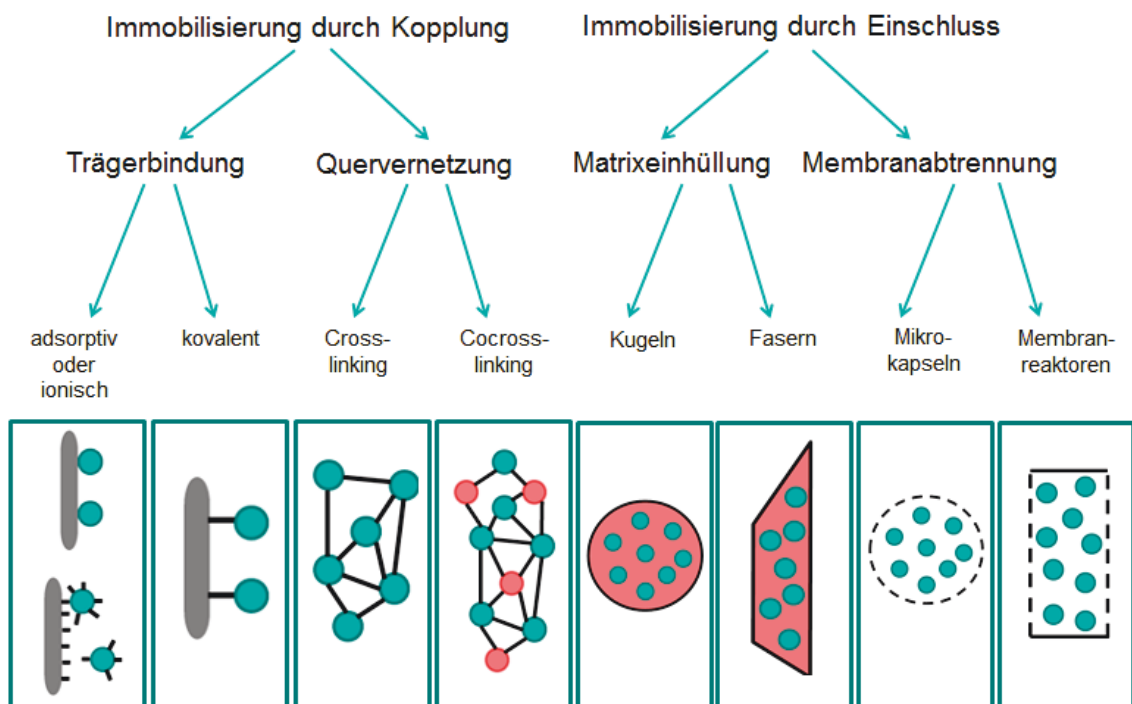 Immobilisierung durch Kopplung
Immobilisierung durch Einschluss
Trägerbindung
Quervernetzung
Matrixeinhüllung
Membranabtrennung
adsorptiv
oder
ionisch
kovalent
Cross-
linking
Cocross-
linking
Kugeln
Fasern
Mikro-
kapseln
Membran-
reaktoren